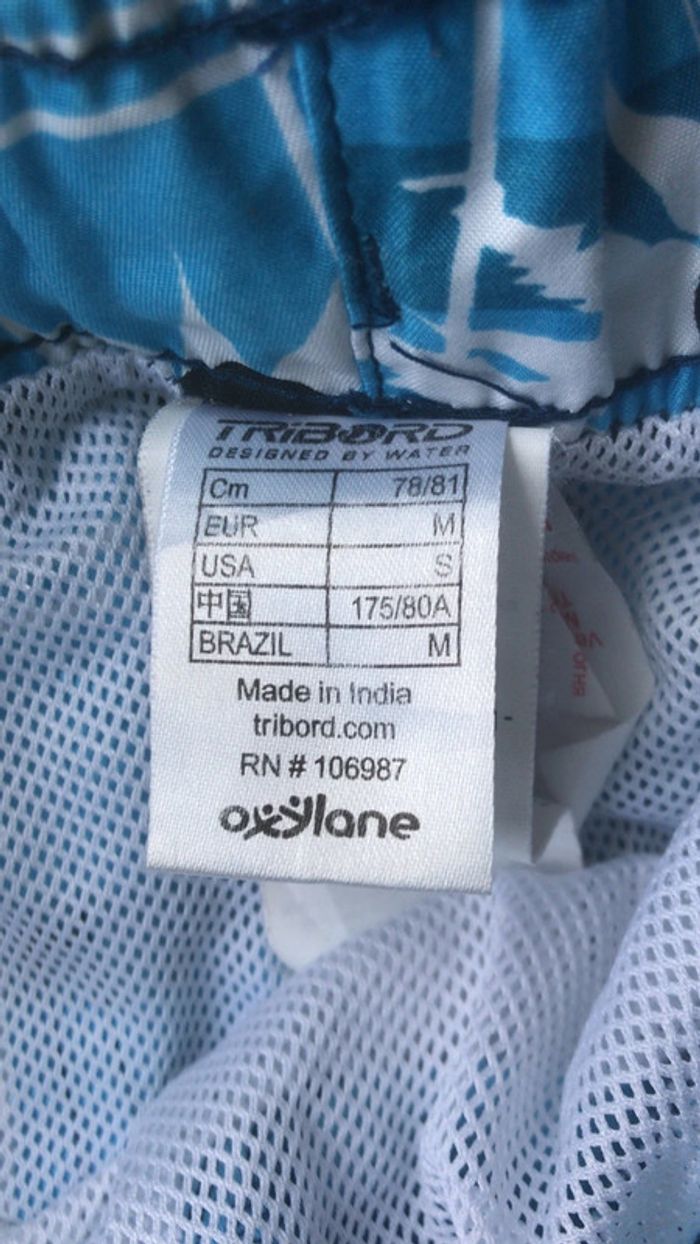 TRIBORD
DESIGNED BY WATER
Cm 78/81
EUR M
USA S
中国 175/80A
BRAZIL M
Made in India
tribord.com
RN # 106987
oxylane